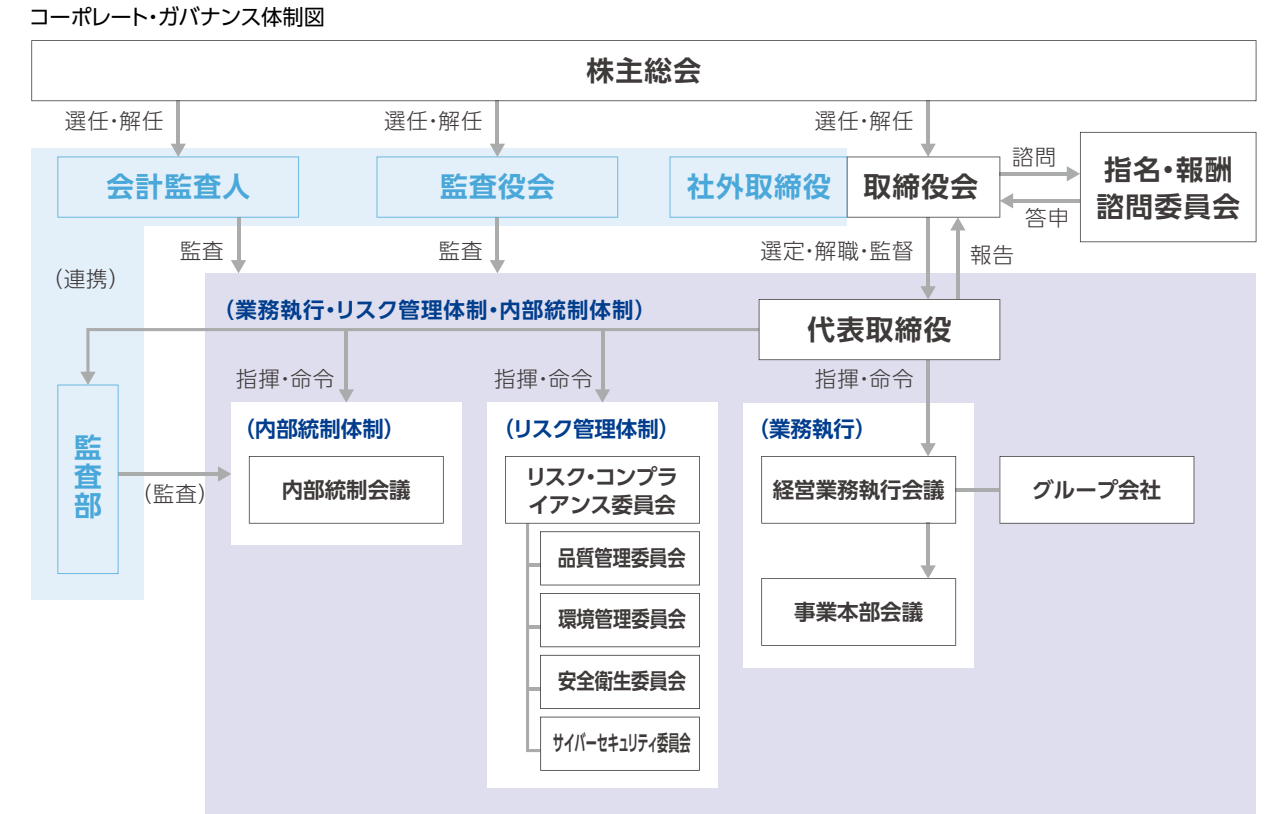 コーポレート・ガバナンス体制図
株主総会
選任・解任
選任・解任
選任・解任
会計監査人
監査役会
社外取締役
取締役会
諮問
答申
指名・報酬
諮問委員会
監査
監査
選定・解職・監督
報告
（連携）
（業務執行・リスク管理体制・内部統制体制）
代表取締役
指揮・命令
指揮・命令
指揮・命令
監査部
（監査）
（内部統制体制）
内部統制会議
（リスク管理体制）
リスク・コンプラ
イアンス委員会
品質管理委員会
環境管理委員会
安全衛生委員会
サイバーセキュリティ委員会
（業務執行）
経営業務執行会議
グループ会社
事業本部会議